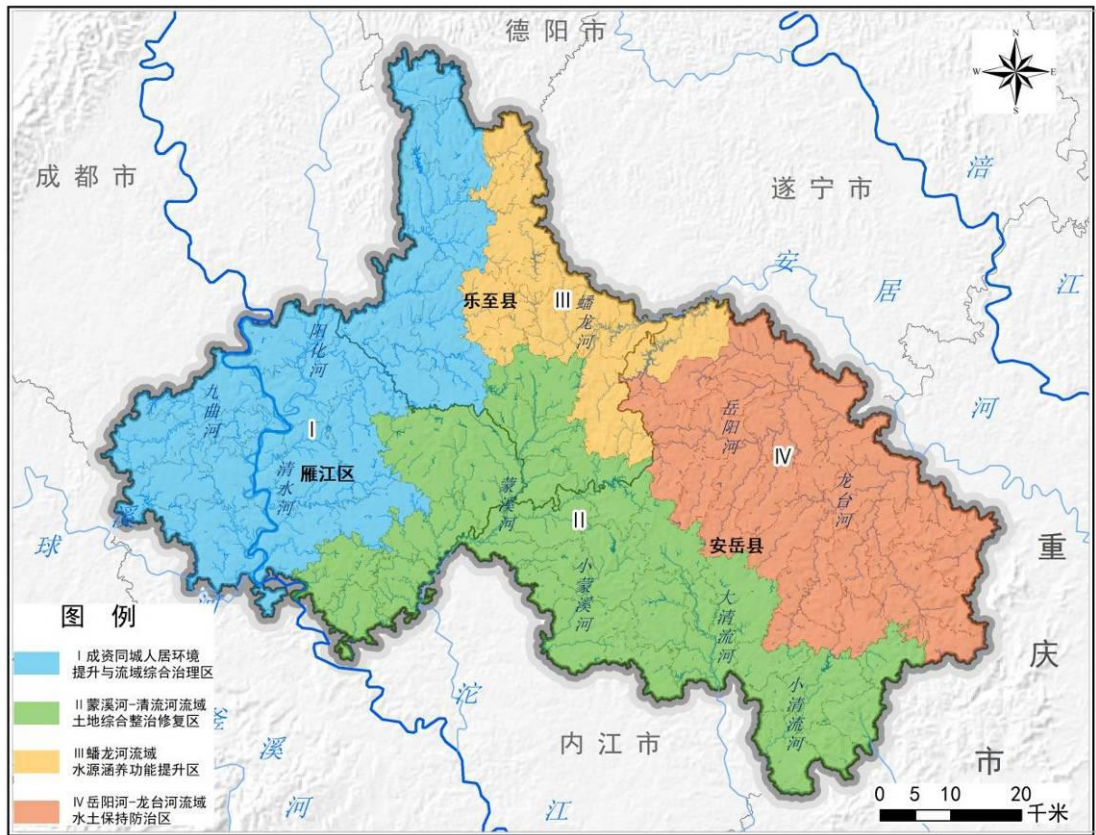 德阳市
N
W
E
S
成都市
遂宁市
涪江
安居河
乐至县
Ⅲ
蟠龙河
阳化河
九曲河
Ⅰ
岳阳河
Ⅳ
清水河
雁江区
龙台河
蒙溪河
球溪河
Ⅱ
安岳县
小蒙溪河
大清流河
重庆市
小清流河
沱江
内江市
溪河
图 例
Ⅰ成资同城人居环境
提升与流域综合治理区
Ⅱ蒙溪河-清流河流域
土地综合整治修复区
Ⅲ蟠龙河流域
水源涵养功能提升区
Ⅳ岳阳河-龙台河流域
水土保持防治区
0 5 10 20
千米